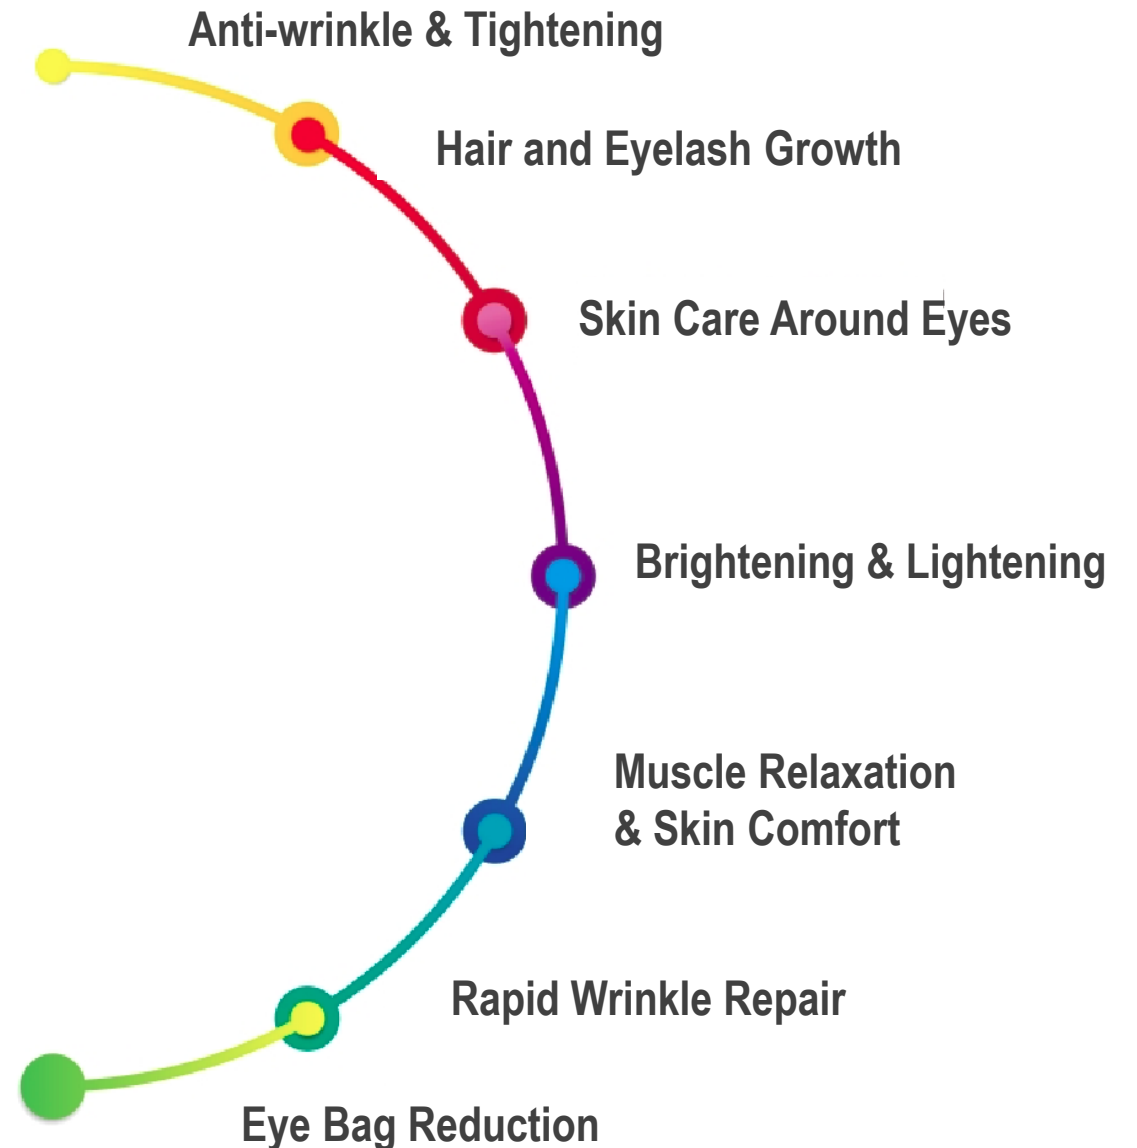 Anti-wrinkle & Tightening
Hair and Eyelash Growth
Skin Care Around Eyes
Brightening & Lightening
Muscle Relaxation
& Skin Comfort
Rapid Wrinkle Repair
Eye Bag Reduction